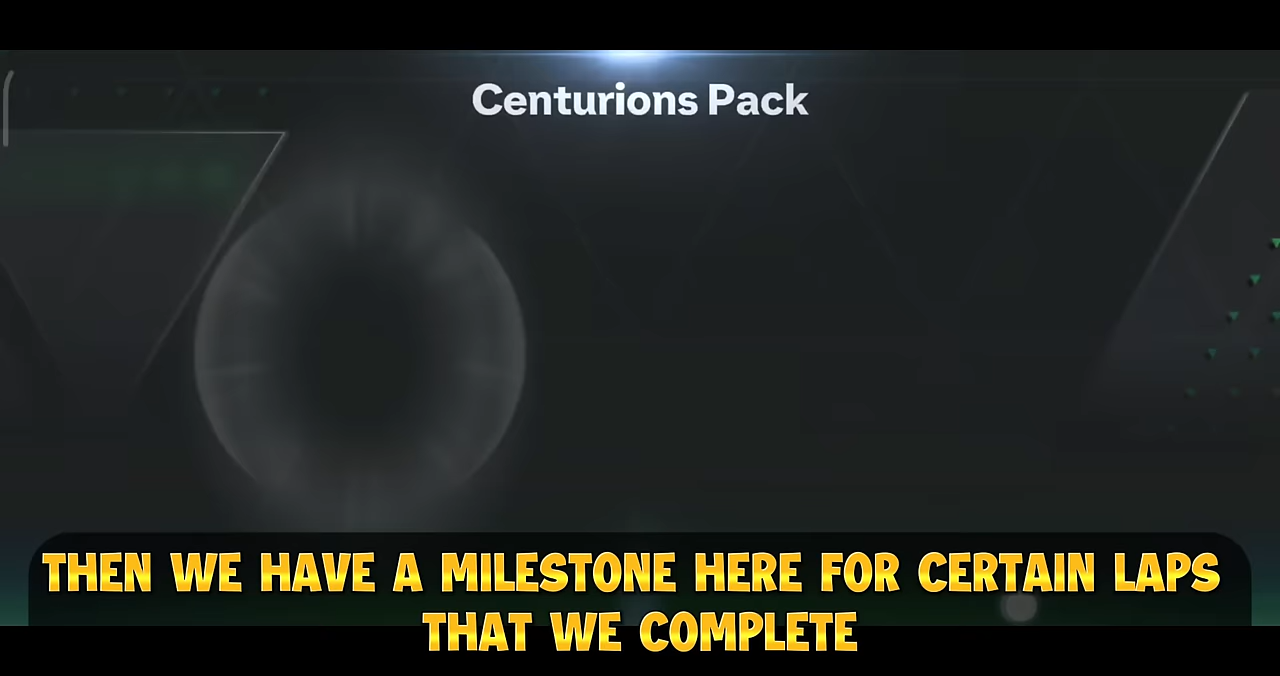 Centurions Pack
THEN WE HAVE A MILESTONE HERE FOR CERTAIN LAPS
THAT WE COMPLETE